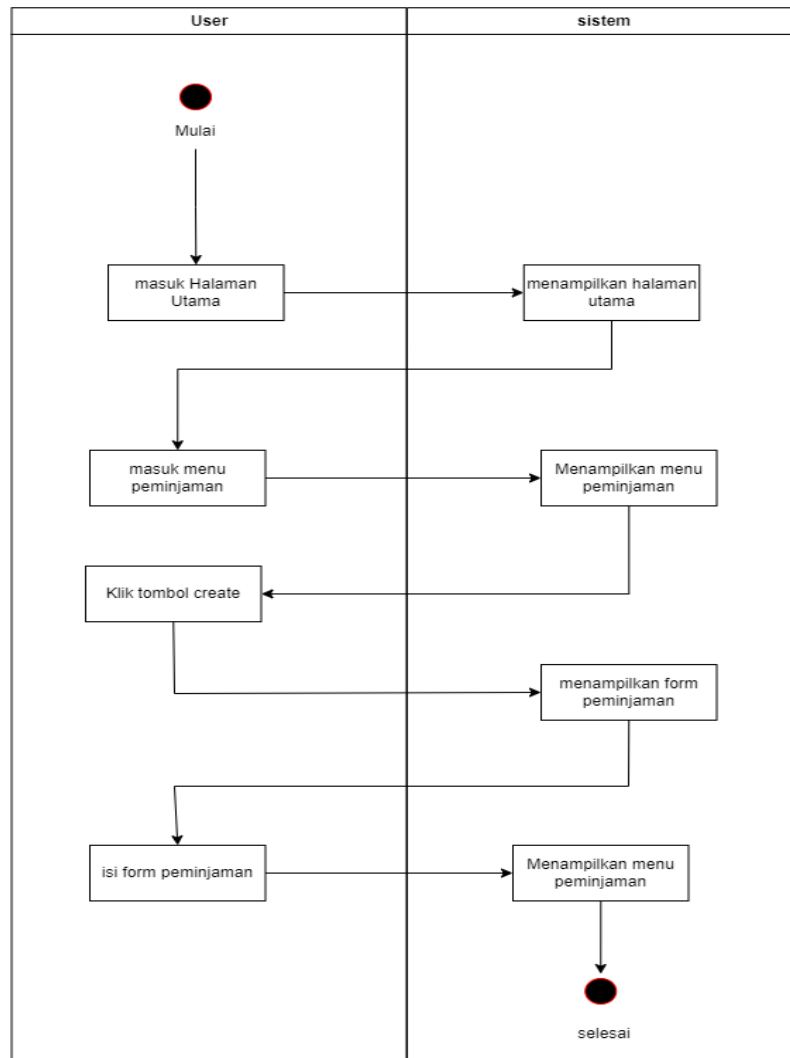 User
sistem
Mulai
masuk Halaman
Utama
menampilkan halaman
utama
masuk menu
peminjaman
Menampilkan menu
peminjaman
Klik tombol create
menampilkan form
peminjaman
isi form peminjaman
Menampilkan menu
peminjaman
selesai